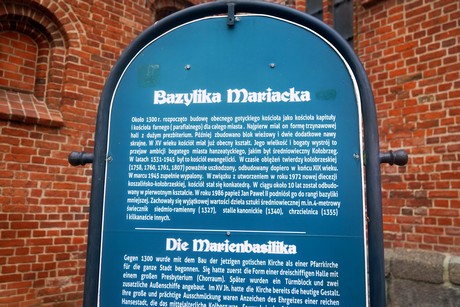 Bazylika Mariacka
Około 1300 r. rozpoczęto budowę obecnego gotyckiego kościoła jako kościoła kapituły
i kościoła farnego ( parafialnego) dla całego miasta . Najpierw miał on formę trzynawowej
hali z dużym prezbiterium. Później zbudowano blok wieżowy i dwie dodatkowe nawy
skrajne. W XV wieku kościół miał już obecny kształt. Jego wielkość i bogaty wystrój to
przejaw ambicji bogatego miasta hanzeatyckiego, jakim był średniowieczny Kołobrzeg.
W latach 1531-1945 był to kościół ewangelicki. W czasie oblężeń twierdzy kołobrzeskiej
(1758, 1760, 1761, 1807) poważnie uszkodzony, odbudowany dopiero w końcu XIX wieku.
W marcu 1945 zupełnie wypalony. W związku z utworzeniem w roku 1972 nowej diecezji
koszalińsko-kołobrzeskiej, kościół stał się konkatedrą. W ciągu 10 lat został odbudo-
wany w pierwotnym kształcie. W roku 1986 papież Jan Paweł II podniósł go do rangi bazyliki
mniejszej. Zachowały się wyjątkowej wartości dzieła sztuki średniowiecznej m.in.4-metrowy
świecznik siedmio-ramienny ( 1327), stalle kanonickie (1340), chrzcielnica (1355)
i kilkanaście innych.
Die Marienbasilika
Gegen 1300 wurde mit dem Bau der jetzigen gotischen Kirche als einer Pfarrkirche
für die ganze Stadt begonnen. Sie hatte zuerst die Form einer dreischiffigen Halle mit
einem großen Presbyterium (Chorraum). Später wurden ein Turmblock und zwei
zusätzliche Außenschiffe angebaut. Im XV Jh. hatte die Kirche bereits die heutige Gestalt.
Ihre große und prächtige Ausschmückung waren Anzeichen des Ehrgeizes einer reichen
Hansestadt, die das mittelalterliche Kolberg war.